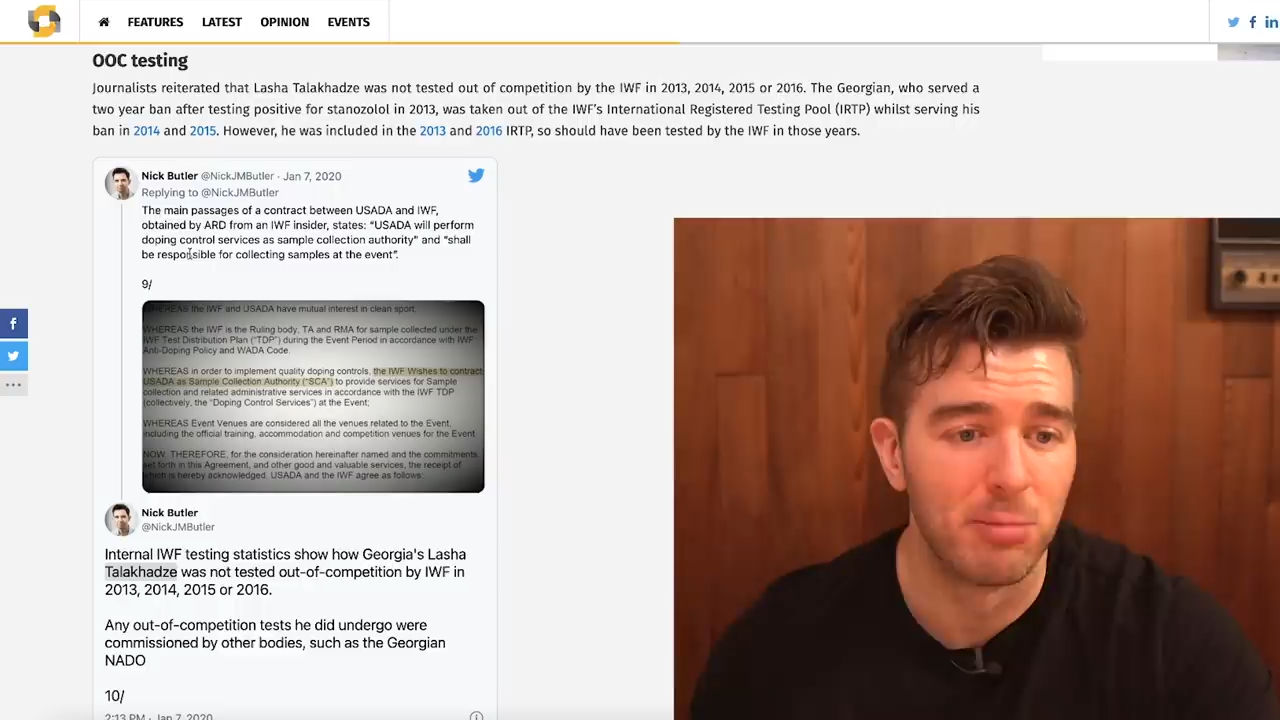 FEATURES LATEST OPINION EVENTS
OOC testing
Journalists reiterated that Lasha Talakhadze was not tested out of competition by the IWF in 2013, 2014, 2015 or 2016. The Georgian, who served a
two year ban after testing positive for stanozolol in 2013, was taken out of the IWF's International Registered Testing Pool (IRTP) whilst serving his
ban in 2014 and 2015. However, he was included in the 2013 and 2016 IRTP, so should have been tested by the IWF in those years.
Nick Butler @NickJMButler · Jan 7, 2020
Replying to @NickJMButler
The main passages of a contract between USADA and IWF,
obtained by ARD from an IWF insider, states: “USADA will perform
doping control services as sample collection authority” and “shall
be responsible for collecting samples at the event”.
9/
WHEREAS the IWF and USADA have mutual interest in clean sport.
WHEREAS the IWF is the Ruling body, TA and RMA for sample collected under the
IWF Test Distribution Plan ("TDP") during the Event Period in accordance with IWF
Anti-Doping Policy and WADA Code.
WHEREAS in order to implement quality doping controls, the IWF Wishes to contract
USADA as Sample Collection Authority ("SCA") to provide services for Sample
collection and related administrative services in accordance with the IWF TDP
(collectively, the "Doping Control Services") at the Event;
WHEREAS Event Venues are considered all the venues related to the Event,
including the official training, accommodation and competition venues for the Event
NOW, THEREFORE, for the consideration hereinafter named and the commitments
set forth in this Agreement, and other good and valuable services, the receipt of
which is hereby acknowledged. USADA and the IWF agree as follows:
Nick Butler
@NickJMButler
Internal IWF testing statistics show how Georgia's Lasha
Talakhadze was not tested out-of-competition by IWF in
2013, 2014, 2015 or 2016.
Any out-of-competition tests he did undergo were
commissioned by other bodies, such as the Georgian
NADO
10/
2:13 PM · Jan 7, 2020